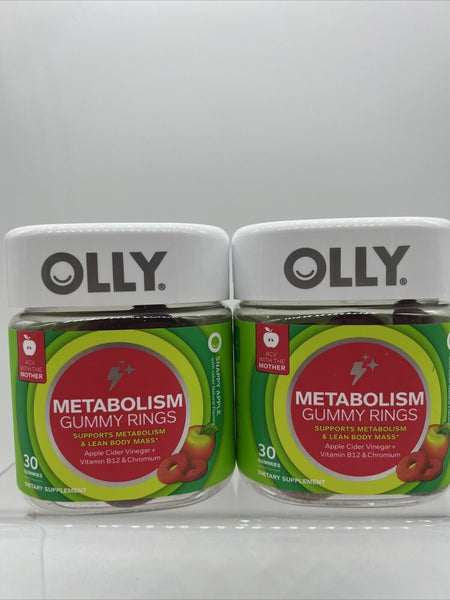 OLLY®
ACV
WITH THE
MOTHER
METABOLISM
GUMMY RINGS
SUPPORTS METABOLISM
& LEAN BODY MASS*
Apple Cider Vinegar +
Vitamin B12 & Chromium
30
GUMMIES
DIETARY SUPPLEMENT
SNAPPY APPLE
OLLY®
ACV
WITH THE
MOTHER
METABOLISM
GUMMY RINGS
SUPPORTS METABOLISM
& LEAN BODY MASS*
Apple Cider Vinegar +
Vitamin B12 & Chromium
30
GUMMIES
DIETARY SUPPLEMENT